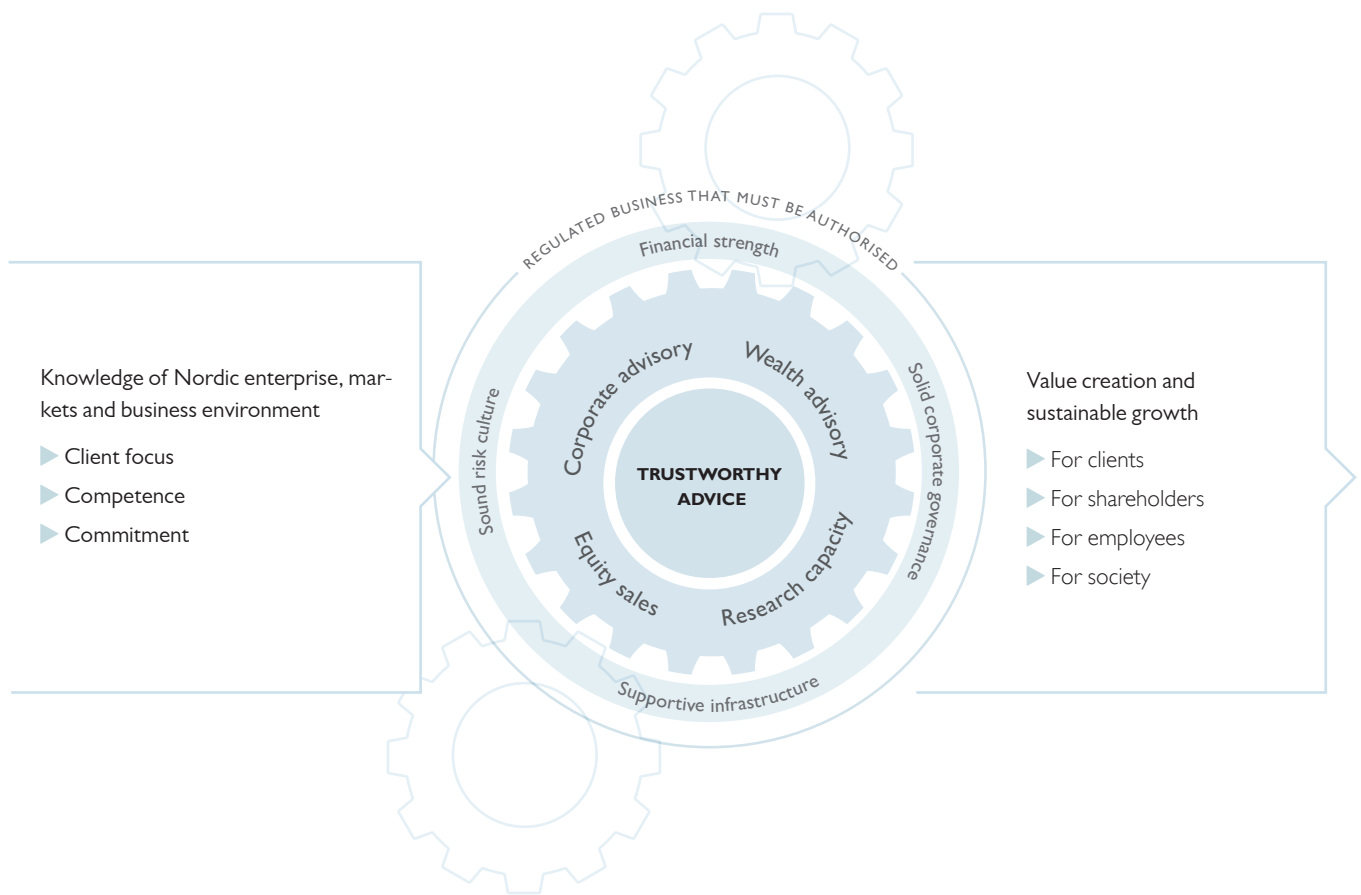 Knowledge of Nordic enterprise, mar-
kets and business environment
Client focus
Competence
Commitment
REGULATED BUSINESS THAT MUST BE AUTHORISED
Financial strength
Sound risk culture
Solid corporate governance
Supportive infrastructure
Corporate advisory
Wealth advisory
Equity sales
Research capacity
TRUSTWORTHY
ADVICE
Value creation and
sustainable growth
For clients
For shareholders
For employees
For society